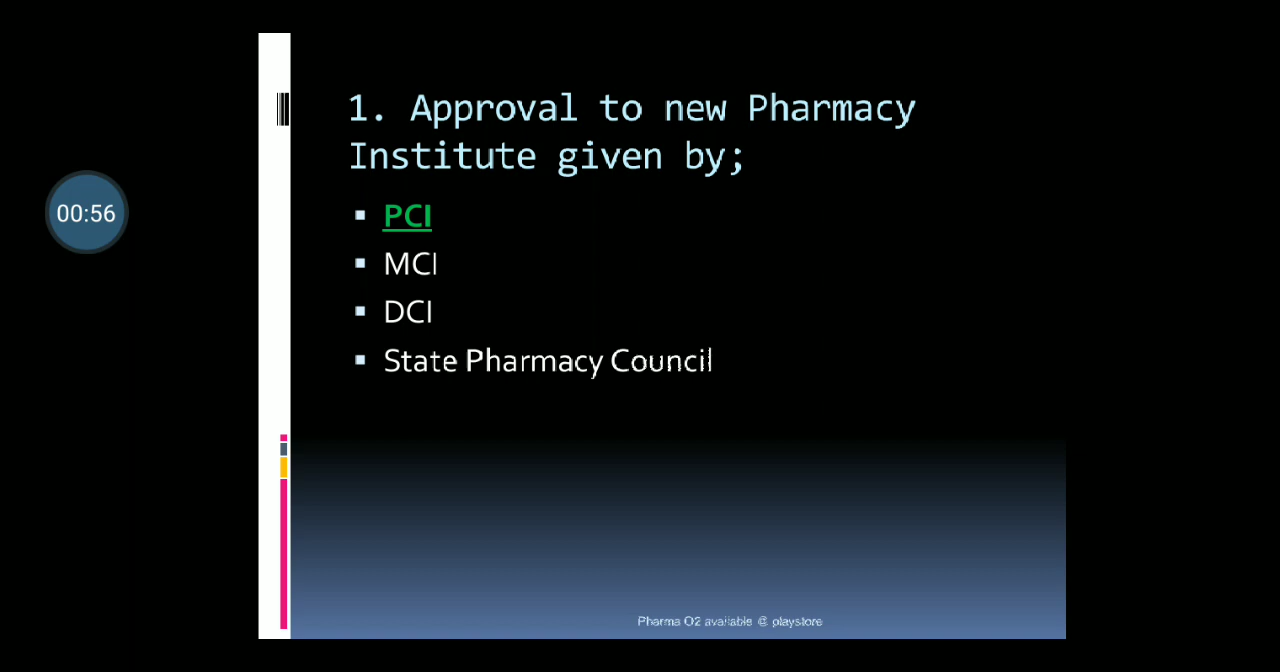 1. Approval to new Pharmacy
Institute given by;
00:56
PCI
MCI
DCI
State Pharmacy Council
Pharma O2 available @ playstore